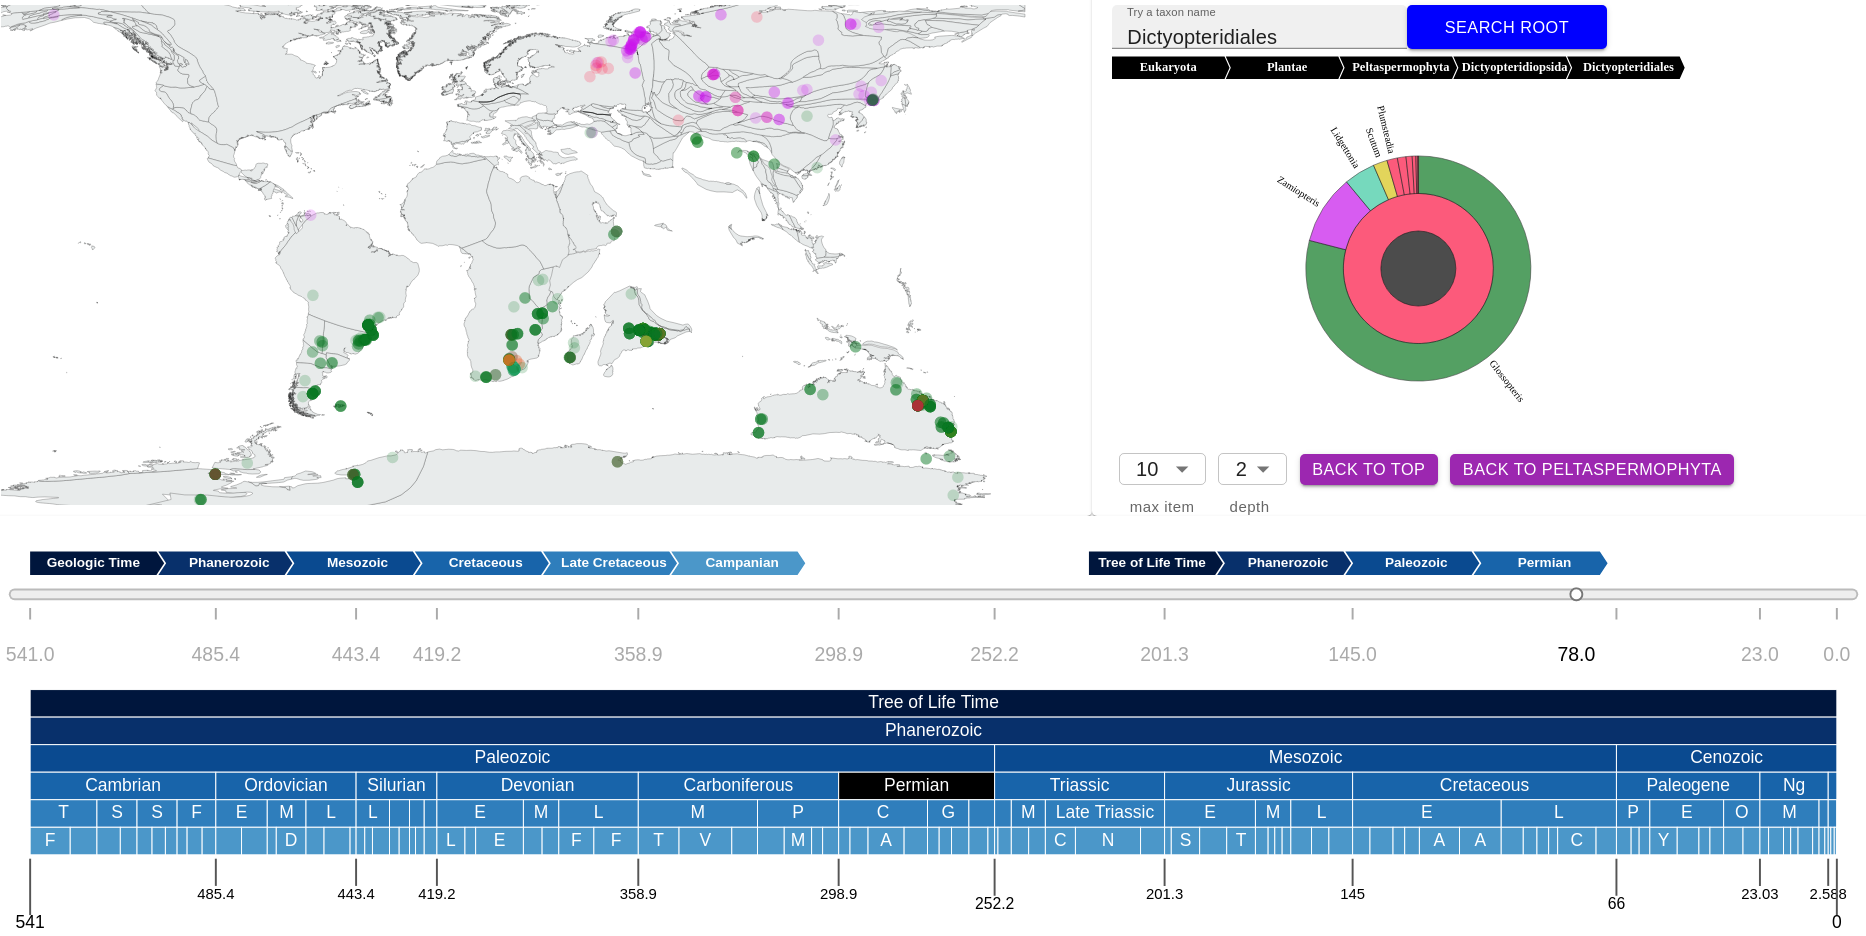 Try a taxon name
Dictyopteridiales
SEARCH ROOT
Eukaryota Plantae Peltaspermophyta Dictyopteridiopsida Dictyopteridiales
Plumsteadia
Scutum
Lidgettonia
Zamiopteris
Glossopteris
10 2 BACK TO TOP BACK TO PELTASPERMOPHYTA
max item depth
Geologic Time Phanerozoic Mesozoic Cretaceous Late Cretaceous Campanian
Tree of Life Time Phanerozoic Paleozoic Permian
541.0 485.4 443.4 419.2 358.9 298.9 252.2 201.3 145.0 78.0 23.0 0.0
Tree of Life Time
Phanerozoic
Paleozoic Mesozoic Cenozoic
Cambrian Ordovician Silurian Devonian Carboniferous Permian Triassic Jurassic Cretaceous Paleogene Ng
T S S F E M L L E M L M P C G M Late Triassic E M L E L P E O M
F D L E F F T V M A C N S T A A C Y
485.4 443.4 419.2 358.9 298.9 201.3 145 23.03 2.588
252.2 66
541 0